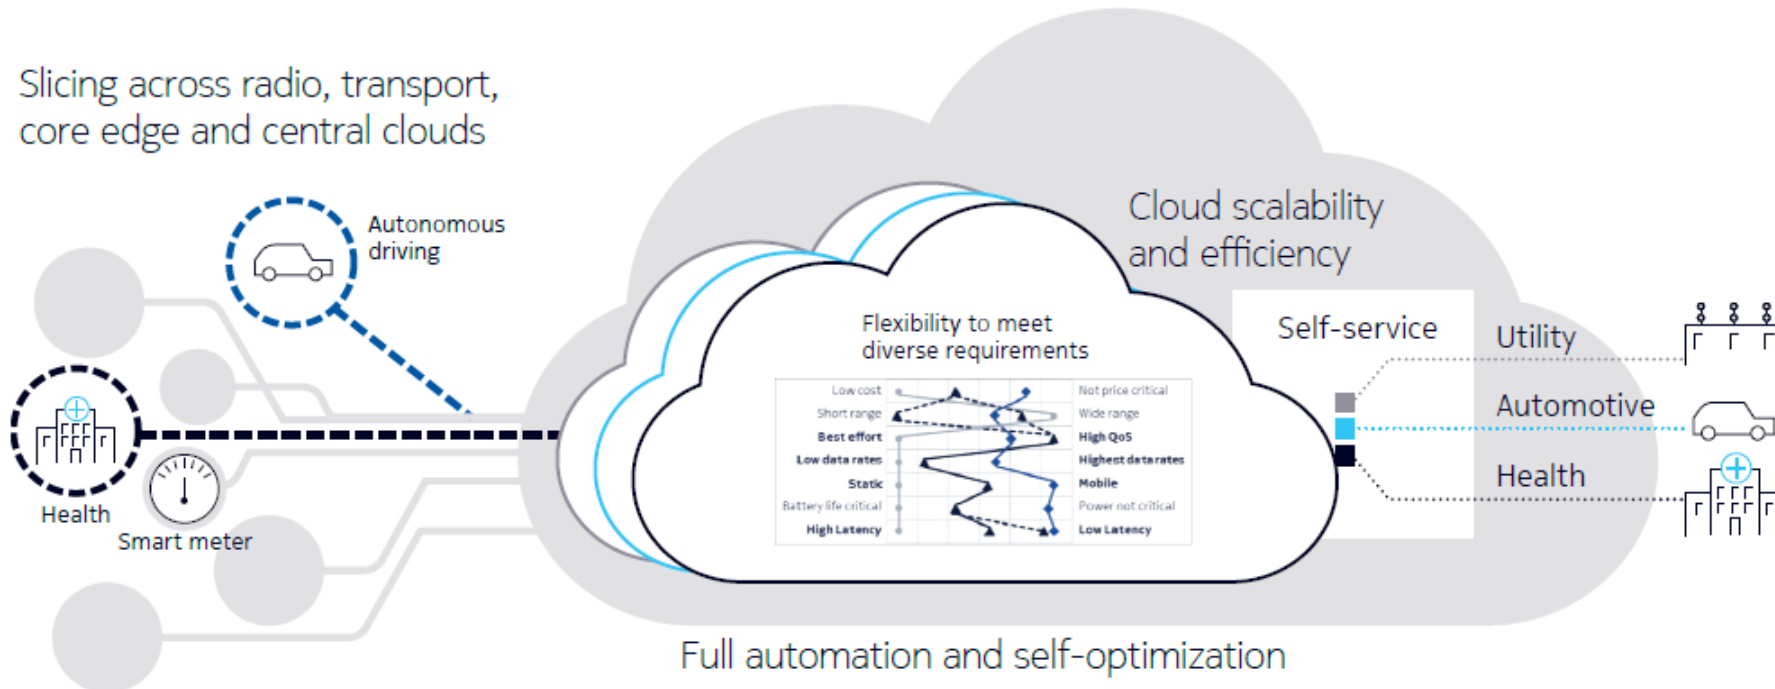 Slicing across radio, transport,
core edge and central clouds
Autonomous
driving
Health
Smart meter
Cloud scalability
and efficiency
Flexibility to meet
diverse requirements
Low cost
Not price critical
Short range
Wide range
Best effort
High QoS
Low data rates
Highest data rates
Static
Mobile
Battery life critical
Power not critical
High Latency
Low Latency
Self-service
Utility
Automotive
Health
Full automation and self-optimization